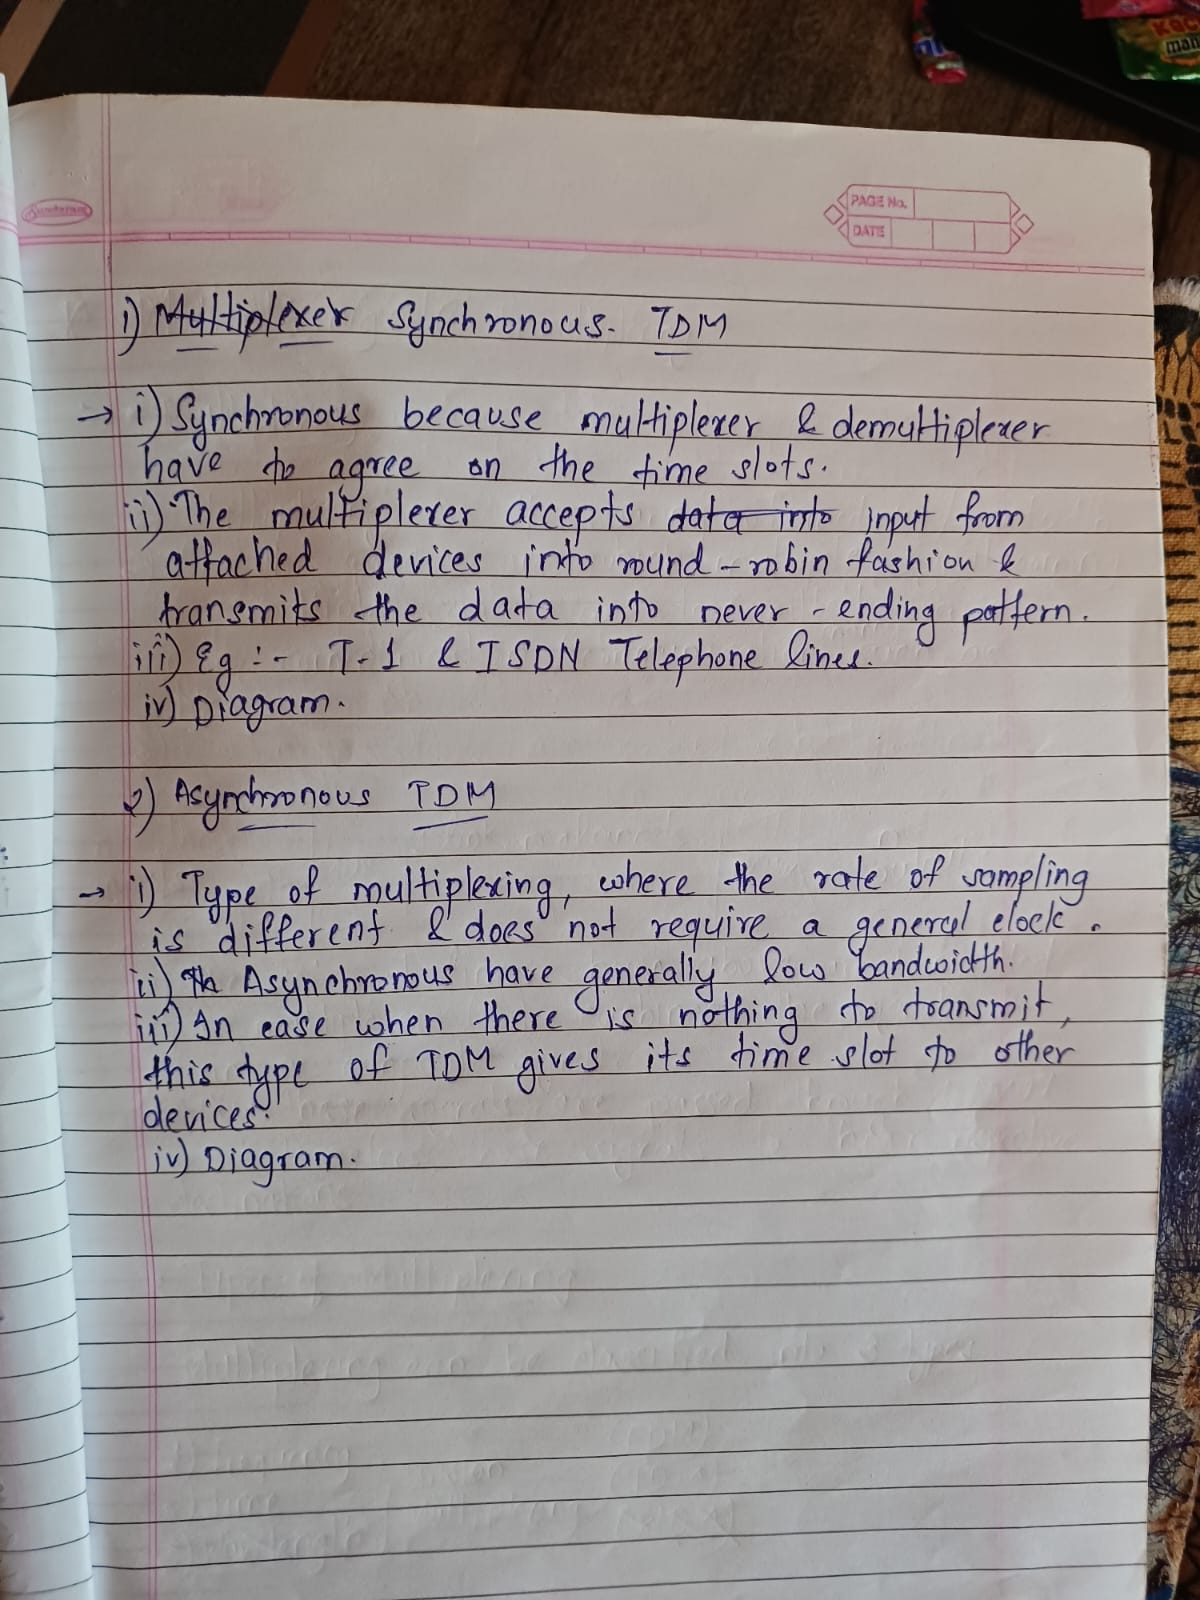 Sundaram
PAGE No.
DATE
1) Multiplexer Synchronous. TDM
→ i) Synchronous because multiplexer & demultiplexer
have to agree on the time slots.
ii) The multiplexer accepts data into input from
attached devices into round-robin fashion &
transmits the data into never-ending pattern.
iii) Eg :- T-1 & ISDN Telephone lines.
iv) Diagram.
2) Asynchronous TDM
→ i) Type of multiplexing, where the rate of sampling
is different & does not require a general clock.
ii) Th Asynchronous have generally low bandwidth.
iii) In case when there is nothing to transmit,
this type of TDM gives its time slot to other
devices.
iv) Diagram.